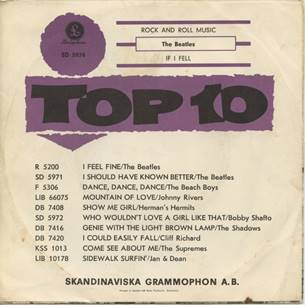 Parlophone
SD 5974
ROCK AND ROLL MUSIC
The Beatles
IF I FELL
TOP 10
R 5200 I FEEL FINE/The Beatles
SD 5971 I SHOULD HAVE KNOWN BETTER/The Beatles
F 5306 DANCE, DANCE, DANCE/The Beach Boys
LIB 66075 MOUNTAIN OF LOVE/Johnny Rivers
DB 7408 SHOW ME GIRL/Herman's Hermits
SD 5972 WHO WOULDN'T LOVE A GIRL LIKE THAT/Bobby Shafto
DB 7416 GENIE WITH THE LIGHT BROWN LAMP/The Shadows
DB 7420 I COULD EASILY FALL/Cliff Richard
KSS 1013 COME SEE ABOUT ME/The Supremes
LIB 10178 SIDEWALK SURFIN'/Jan & Dean
SKANDINAVISKA GRAMMOPHON A.B.